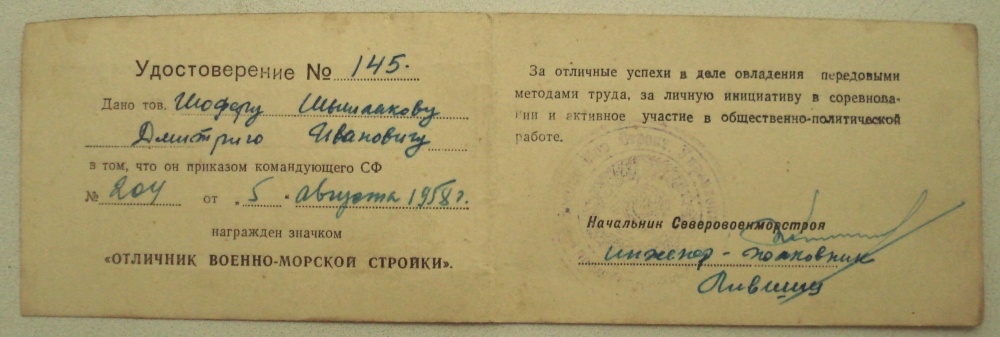 Удостоверение № 145.
Дано тов. Шоферу
Дмитрию Ивановичу
в том, что он приказом командующего СФ
№ 204 от „5“ августа 1958 г.
награжден значком
«ОТЛИЧНИК ВОЕННО-МОРСКОЙ СТРОЙКИ».
За отличные успехи в деле овладения передовыми
методами труда, за личную инициативу в соревнова-
нии и активное участие в общественно-политической
работе.
Начальник Северовоенморстроя
инженер-полковник
Лившиц